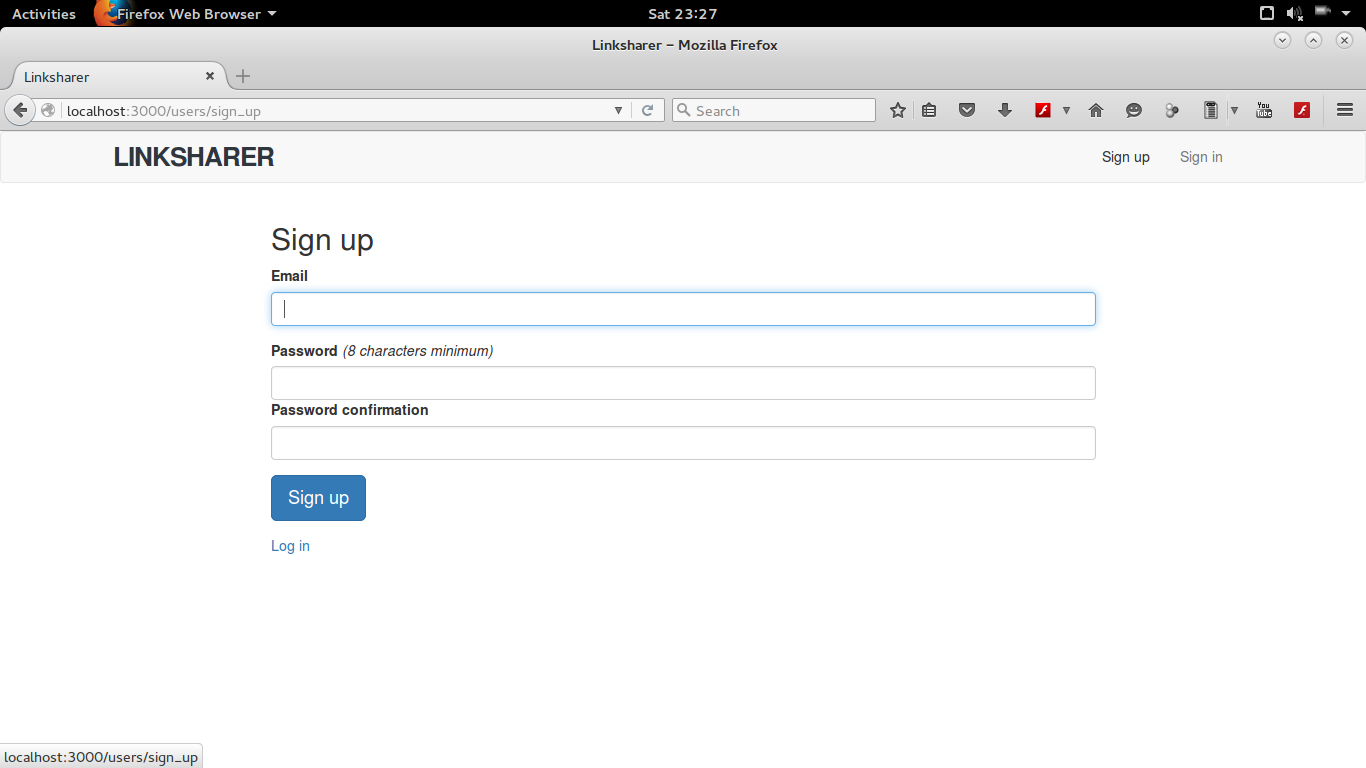 Activities Firefox Web Browser Sat 23:27
Linksharer – Mozilla Firefox
Linksharer
localhost:3000/users/sign_up Search You Tube
LINKSHARER Sign up Sign in
Sign up
Email
Password (8 characters minimum)
Password confirmation
Sign up
Log in
localhost:3000/users/sign_up